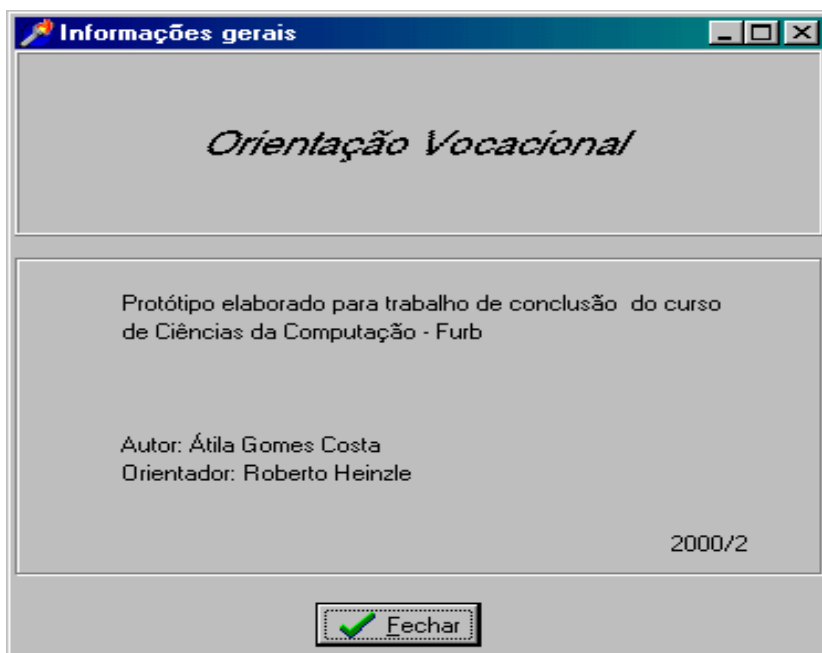 Informações gerais
Orientação Vocacional
Protótipo elaborado para trabalho de conclusão do curso
de Ciências da Computação - Furb
Autor: Átila Gomes Costa
Orientador: Roberto Heinzle
2000/2
Fechar